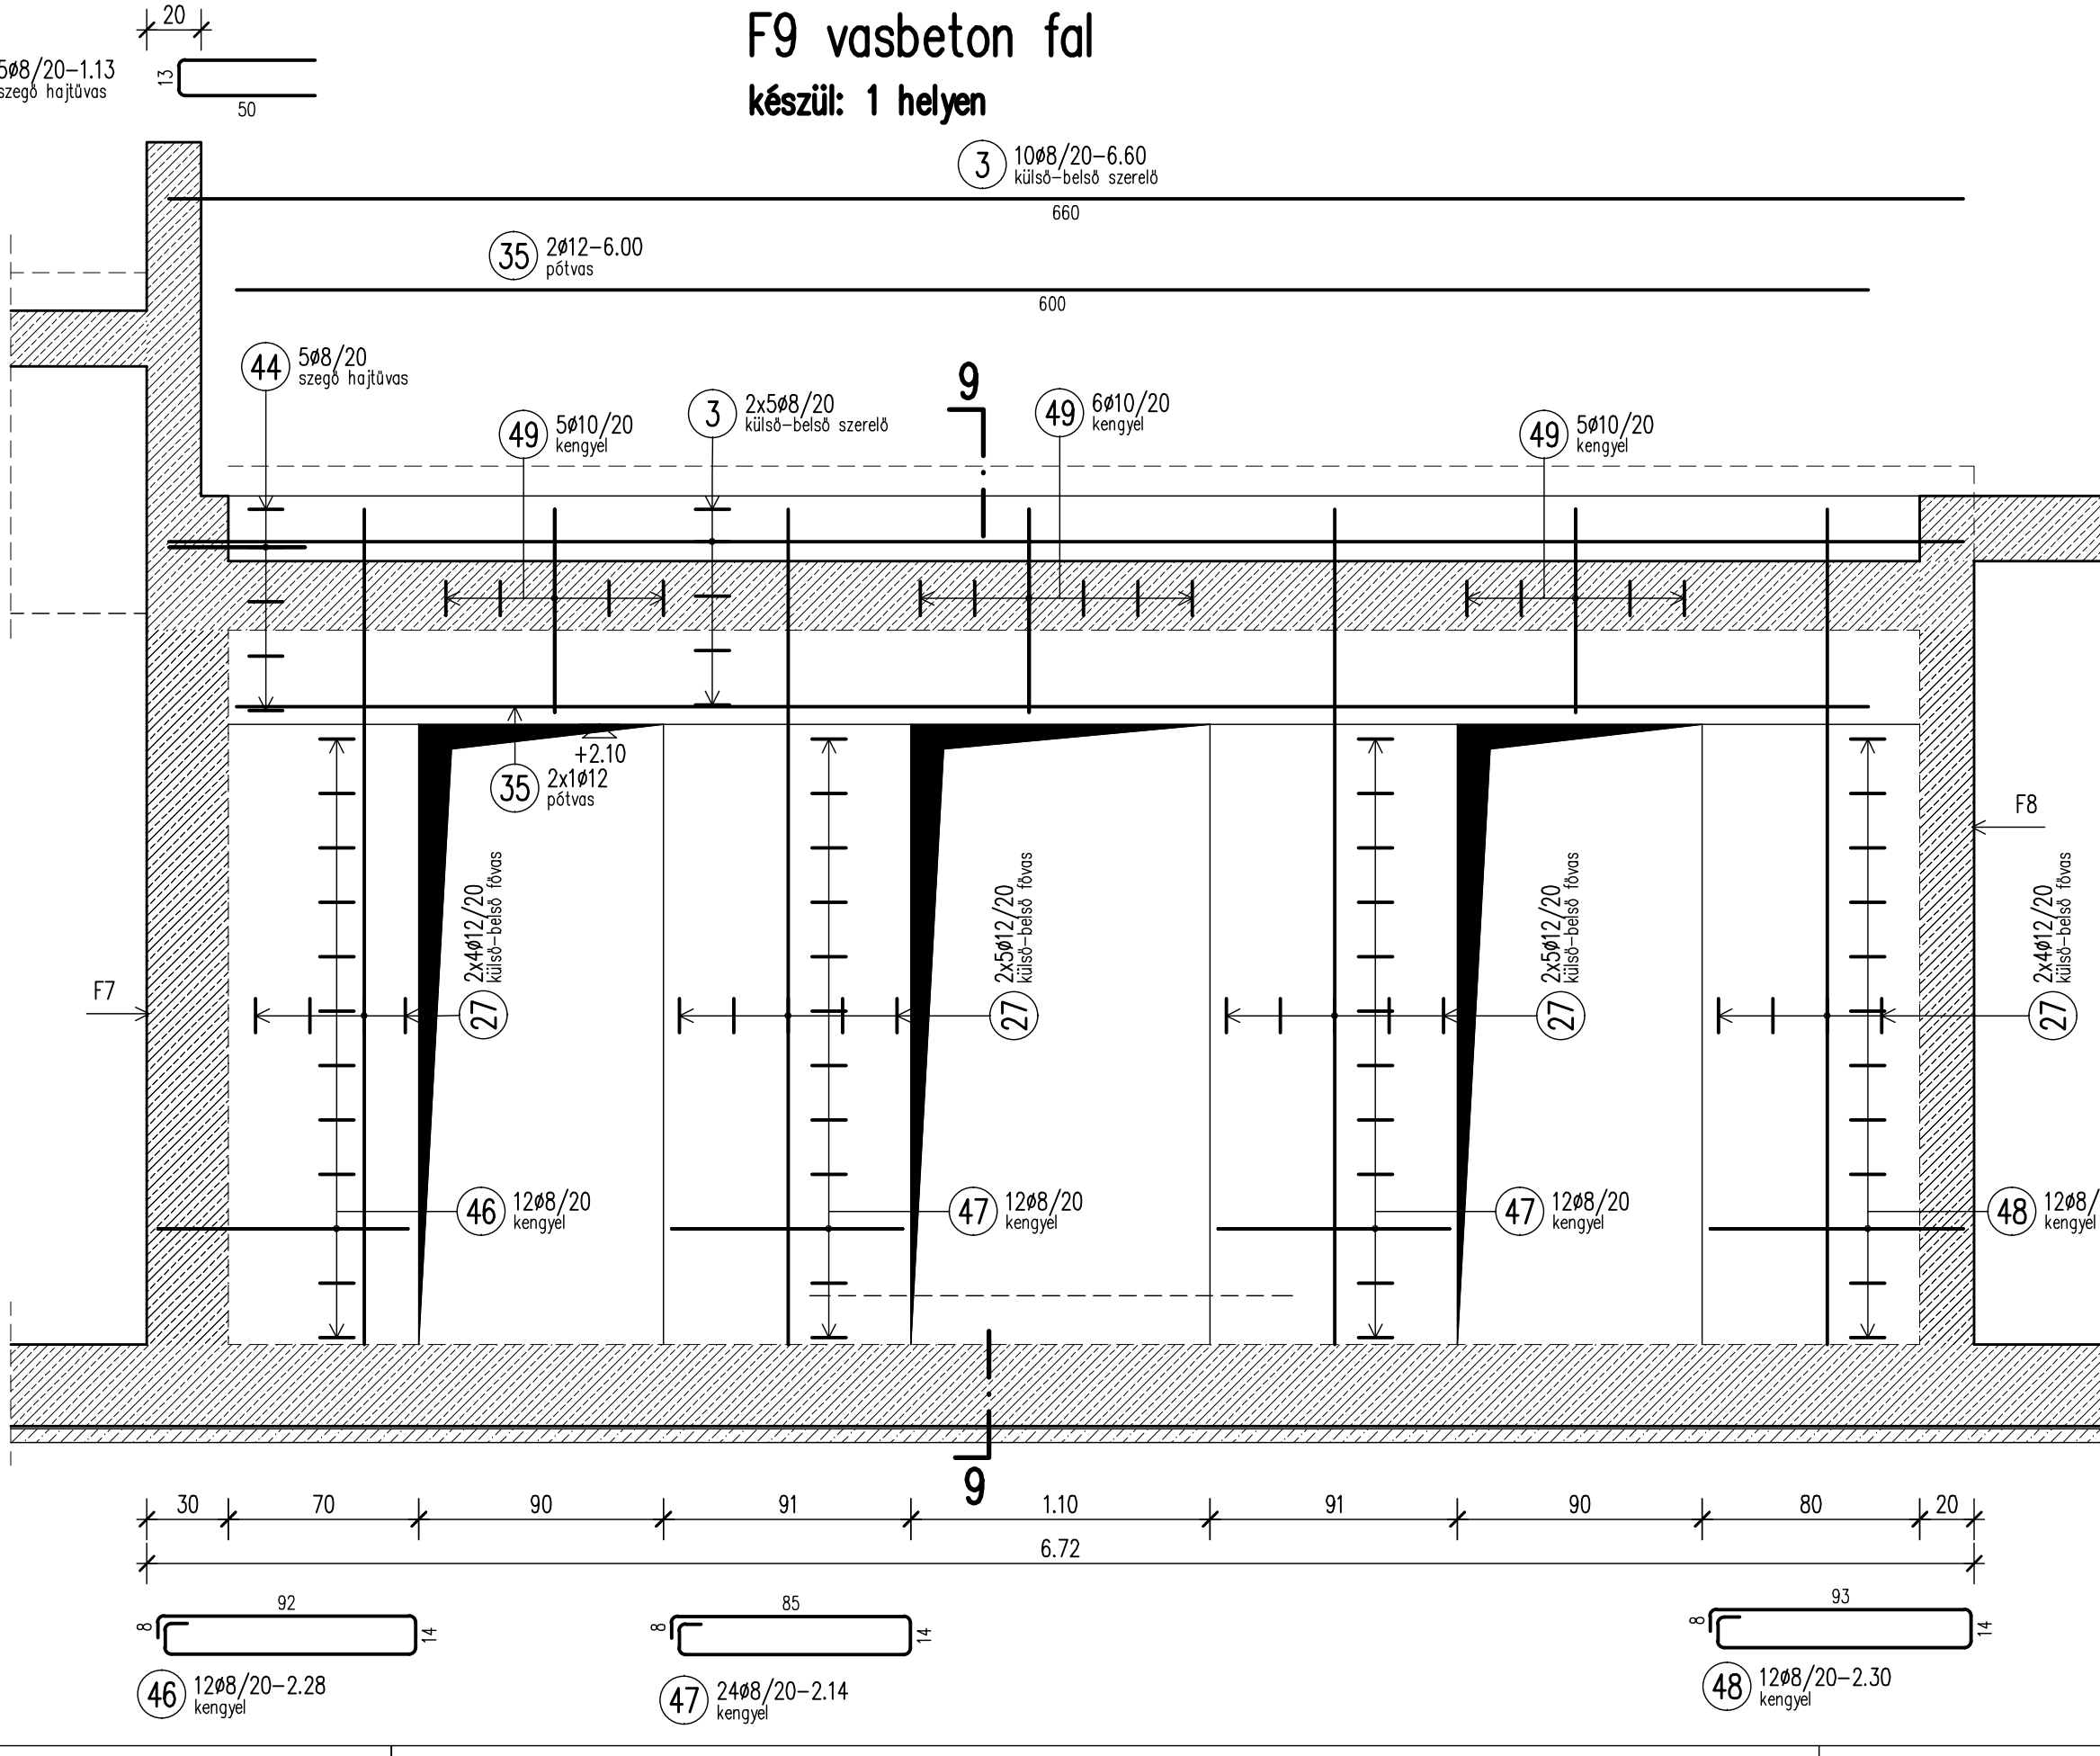 20
F9 vasbeton fal
készül: 1 helyen
5ø8/20-1.13
szegő hajtűvas
13
50
3 10ø8/20-6.60
külső-belső szerelő
660
35 2ø12-6.00
pótvas
600
44 5ø8/20
szegő hajtűvas
9
49 5ø10/20
kengyel
3 2x5ø8/20
külső-belső szerelő
49 6ø10/20
kengyel
49 5ø10/20
kengyel
+2.10
35 2x1ø12
pótvas
F8
27 2x4ø12/20
külső-belső fővas
27 2x5ø12/20
külső-belső fővas
27 2x5ø12/20
külső-belső fővas
27 2x4ø12/20
külső-belső fővas
F7
46 12ø8/20
kengyel
47 12ø8/20
kengyel
47 12ø8/20
kengyel
48 12ø8/
kengyel
9
30 70 90 91 1.10 91 90 80 20
6.72
92
8
14
46 12ø8/20-2.28
kengyel
85
8
14
47 24ø8/20-2.14
kengyel
93
8
14
48 12ø8/20-2.30
kengyel